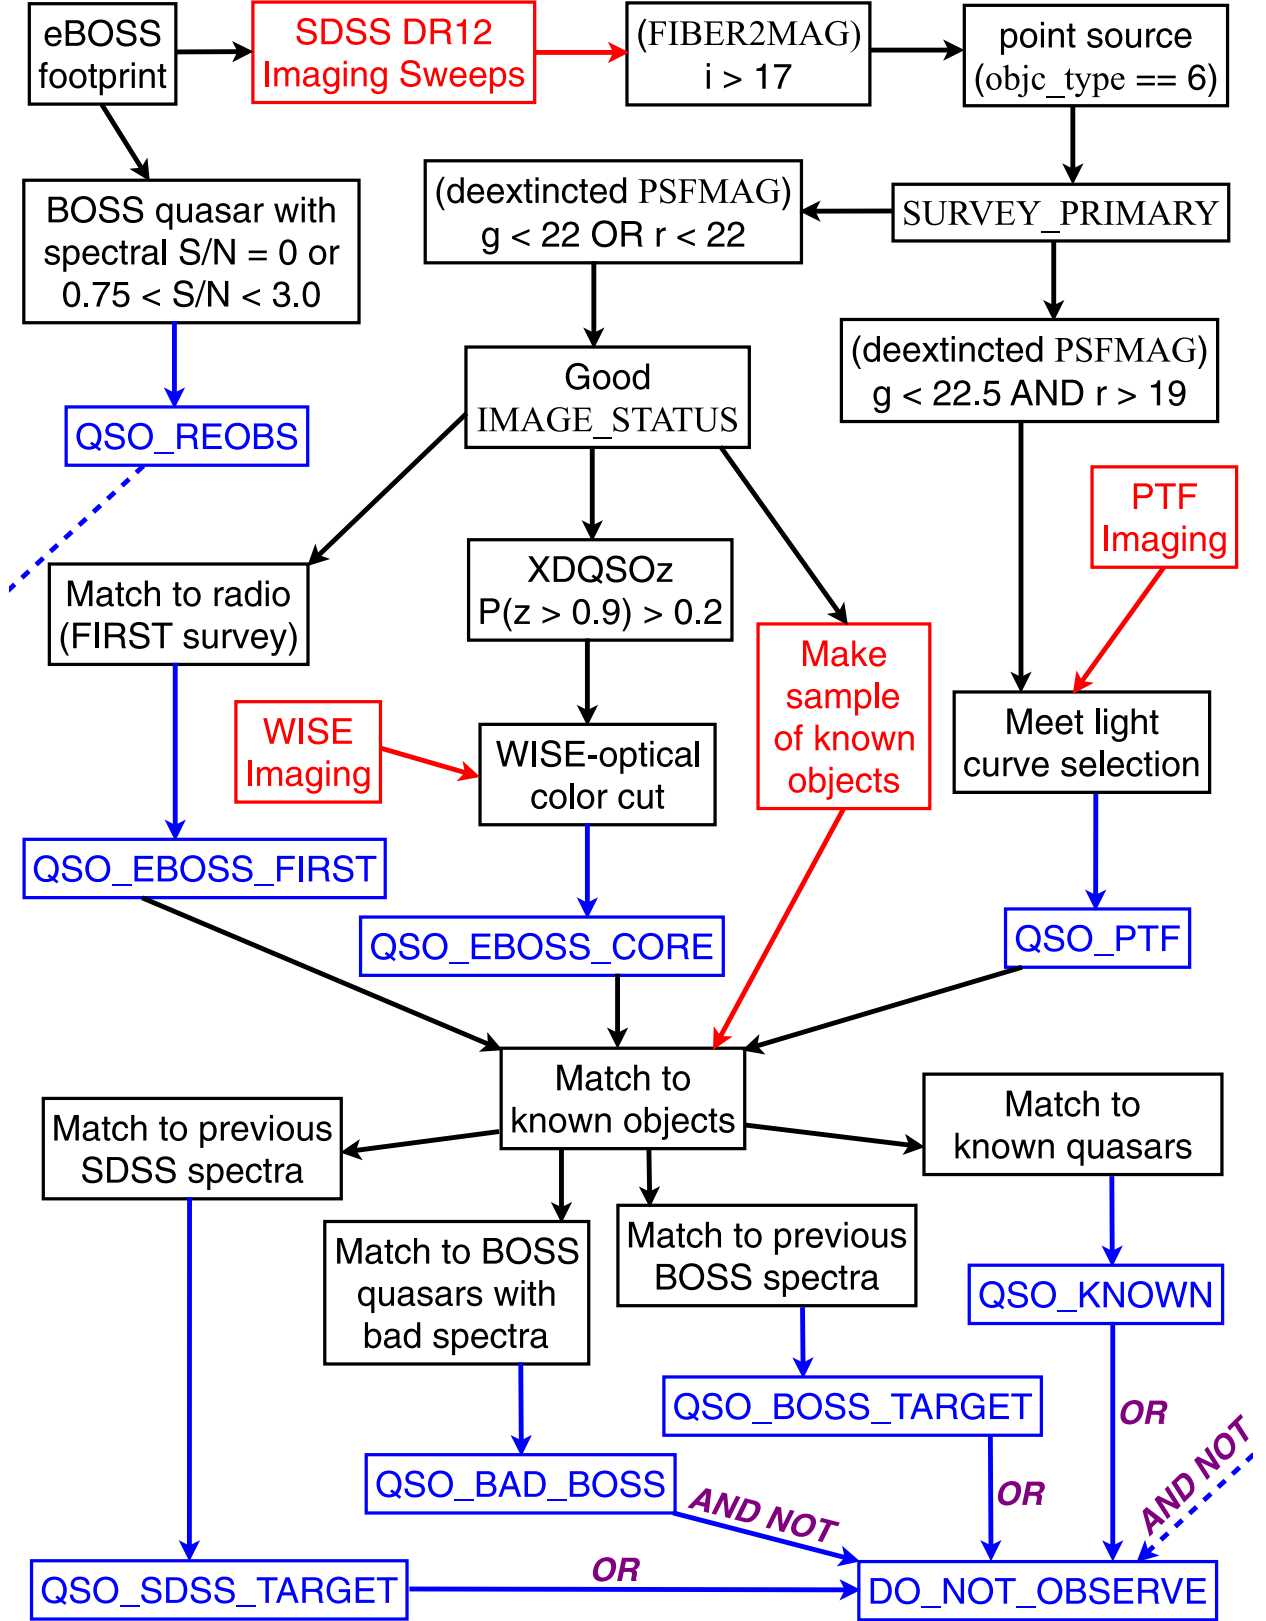 eBOSS
footprint
SDSS DR12
Imaging Sweeps
(FIBER2MAG)
i > 17
point source
(objc_type == 6)
BOSS quasar with
spectral S/N = 0 or
0.75 < S/N < 3.0
(deextincted PSFMAG)
g < 22 OR r < 22
SURVEY_PRIMARY
(deextincted PSFMAG)
g < 22.5 AND r > 19
Good
IMAGE_STATUS
QSO_REOBS
PTF
Imaging
Match to radio
(FIRST survey)
XDQSOz
P(z > 0.9) > 0.2
Make
sample
of known
objects
WISE
Imaging
WISE-optical
color cut
Meet light
curve selection
QSO_EBOSS_FIRST
QSO_EBOSS_CORE
QSO_PTF
Match to
known objects
Match to previous
SDSS spectra
Match to
known quasars
Match to BOSS
quasars with
bad spectra
Match to previous
BOSS spectra
QSO_KNOWN
QSO_BOSS_TARGET
OR
AND NOT
QSO_BAD_BOSS
AND NOT
OR
QSO_SDSS_TARGET
OR
DO_NOT_OBSERVE